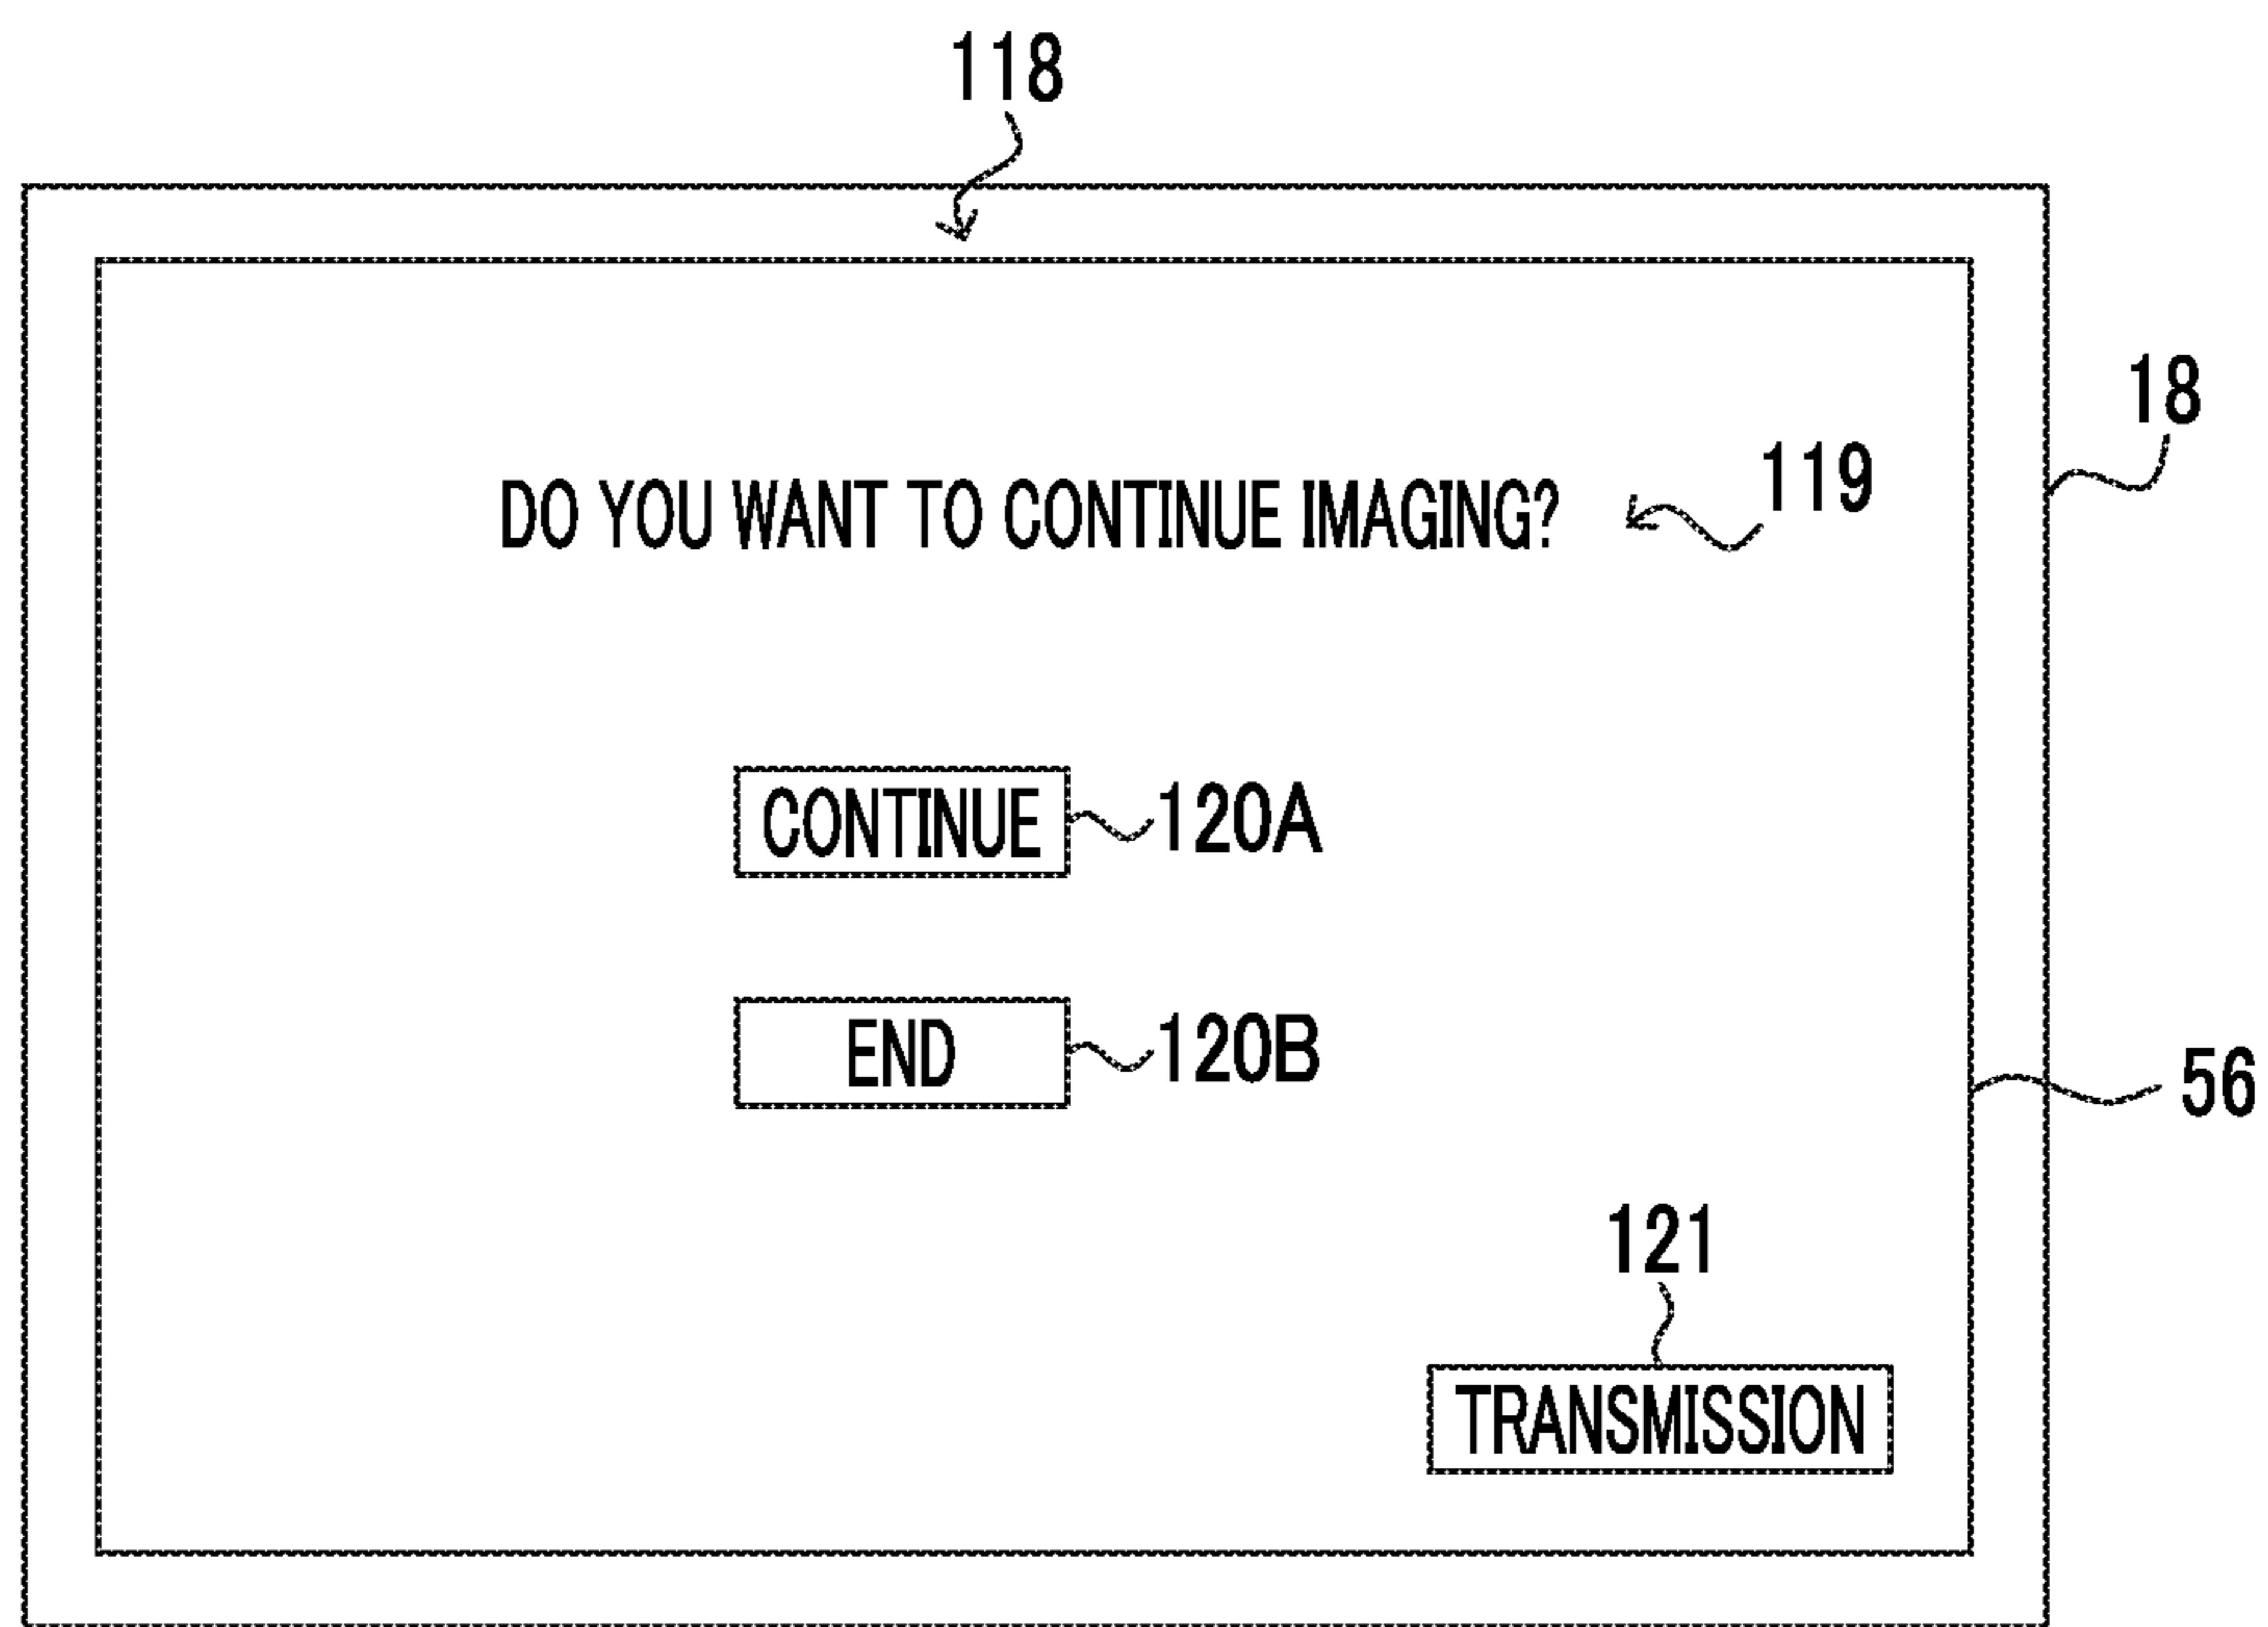 118
18
DO YOU WANT TO CONTINUE IMAGING?
119
CONTINUE
120A
END
120B
56
121
TRANSMISSION